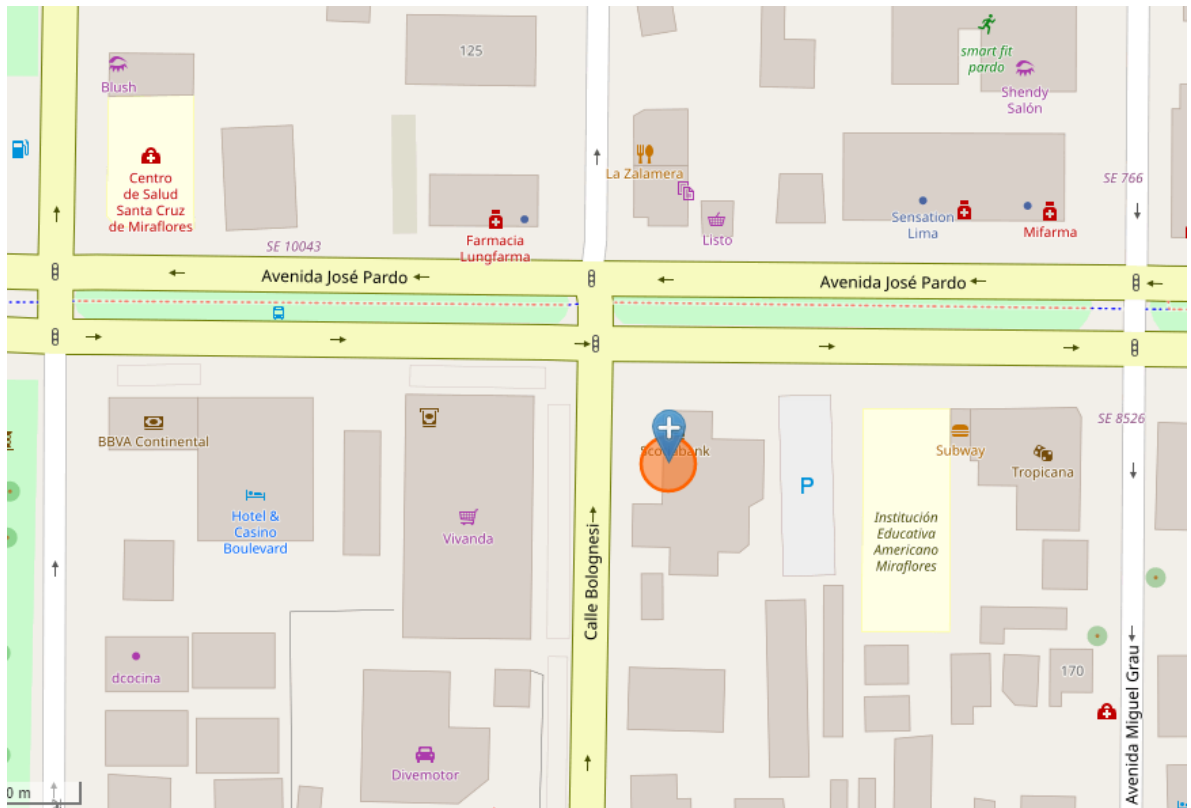 125
smart fit
pardo
Blush
Shendy
Salón
Centro
de Salud
Santa Cruz
de Miraflores
La Zalamera
SE 766
Sensation
Lima
Mifarma
Listo
Farmacia
Lungfarma
SE 10043
Avenida José Pardo
Avenida José Pardo
BBVA Continental
Scotiabank
Subway
SE 8526
Tropicana
P
Hotel &
Casino
Boulevard
Vivanda
Institución
Educativa
Americano
Miraflores
Calle Bolognesi
dcocina
170
Avenida Miguel Grau
Divemotor
0 m